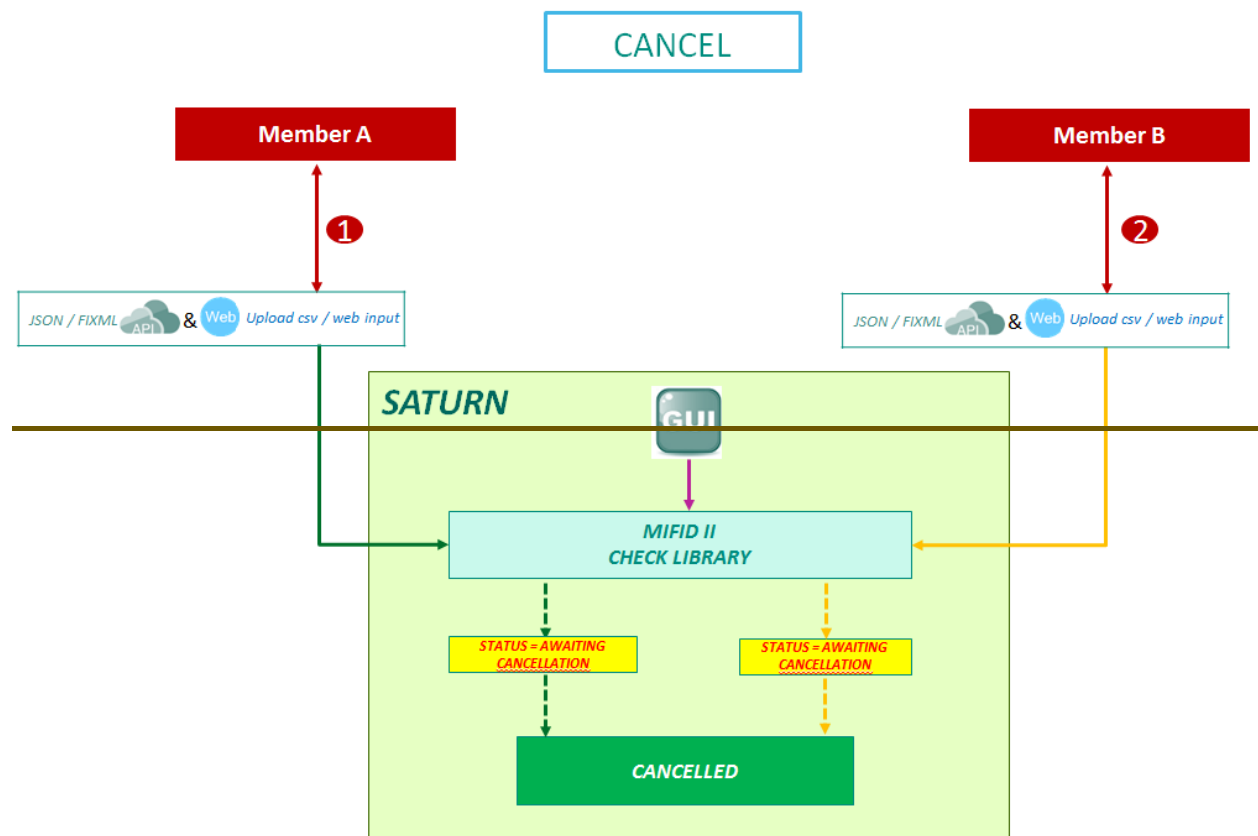 CANCEL
Member A
Member B
1
2
JSON / FIXML API & Web Upload csv / web input
JSON / FIXML API & Web Upload csv / web input
SATURN
GUI
MIFID II
CHECK LIBRARY
STATUS = AWAITING
CANCELLATION
STATUS = AWAITING
CANCELLATION
CANCELLED